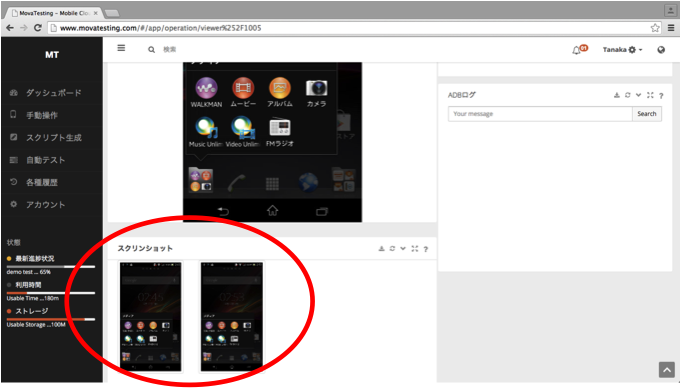 MovaTesting – Mobile Clo
www.movatesting.com/#/app/operation/viewer%252F1005
MT
検索
Tanaka
ダッシュボード
手動操作
スクリプト生成
自動テスト
各種履歴
アカウント
状態
最新進捗状況
demo test ... 65%
利用時間
Usable Time ...180m
ストレージ
Usable Storage ...100M
WALKMAN ムービー アルバム カメラ
Music Unlim Video Unlim FMラジオ
スクリンショット
ADBログ
Your message
Search